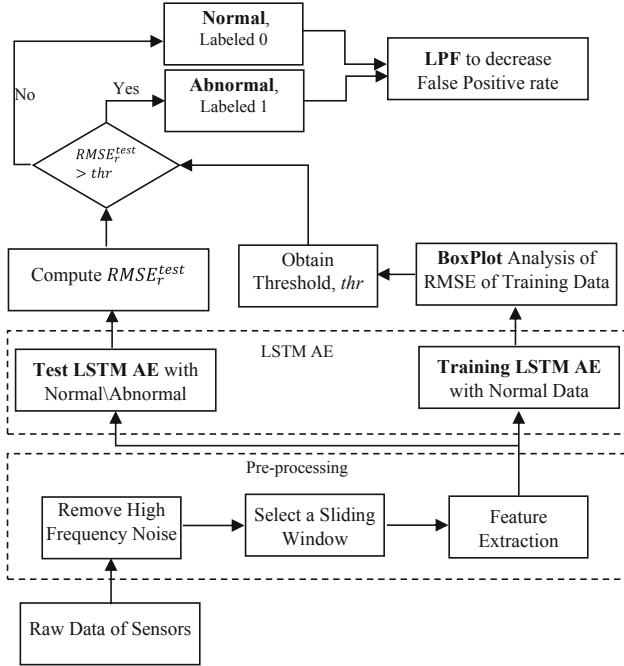 Normal,
Labeled 0
LPF to decrease
False Positive rate
No
Yes
Abnormal,
Labeled 1
RMSE_r^test
> thr
Compute RMSE_r^test
Obtain
Threshold, thr
BoxPlot Analysis of
RMSE of Training Data
LSTM AE
Test LSTM AE with
Normal\Abnormal
Training LSTM AE
with Normal Data
Pre-processing
Remove High
Frequency Noise
Select a Sliding
Window
Feature
Extraction
Raw Data of Sensors